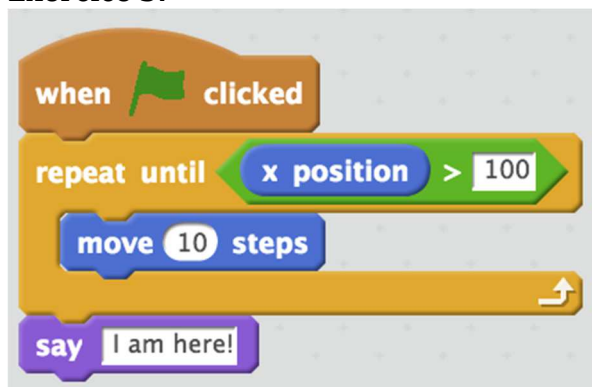 when clicked
repeat until x position > 100
move 10 steps
say I am here!